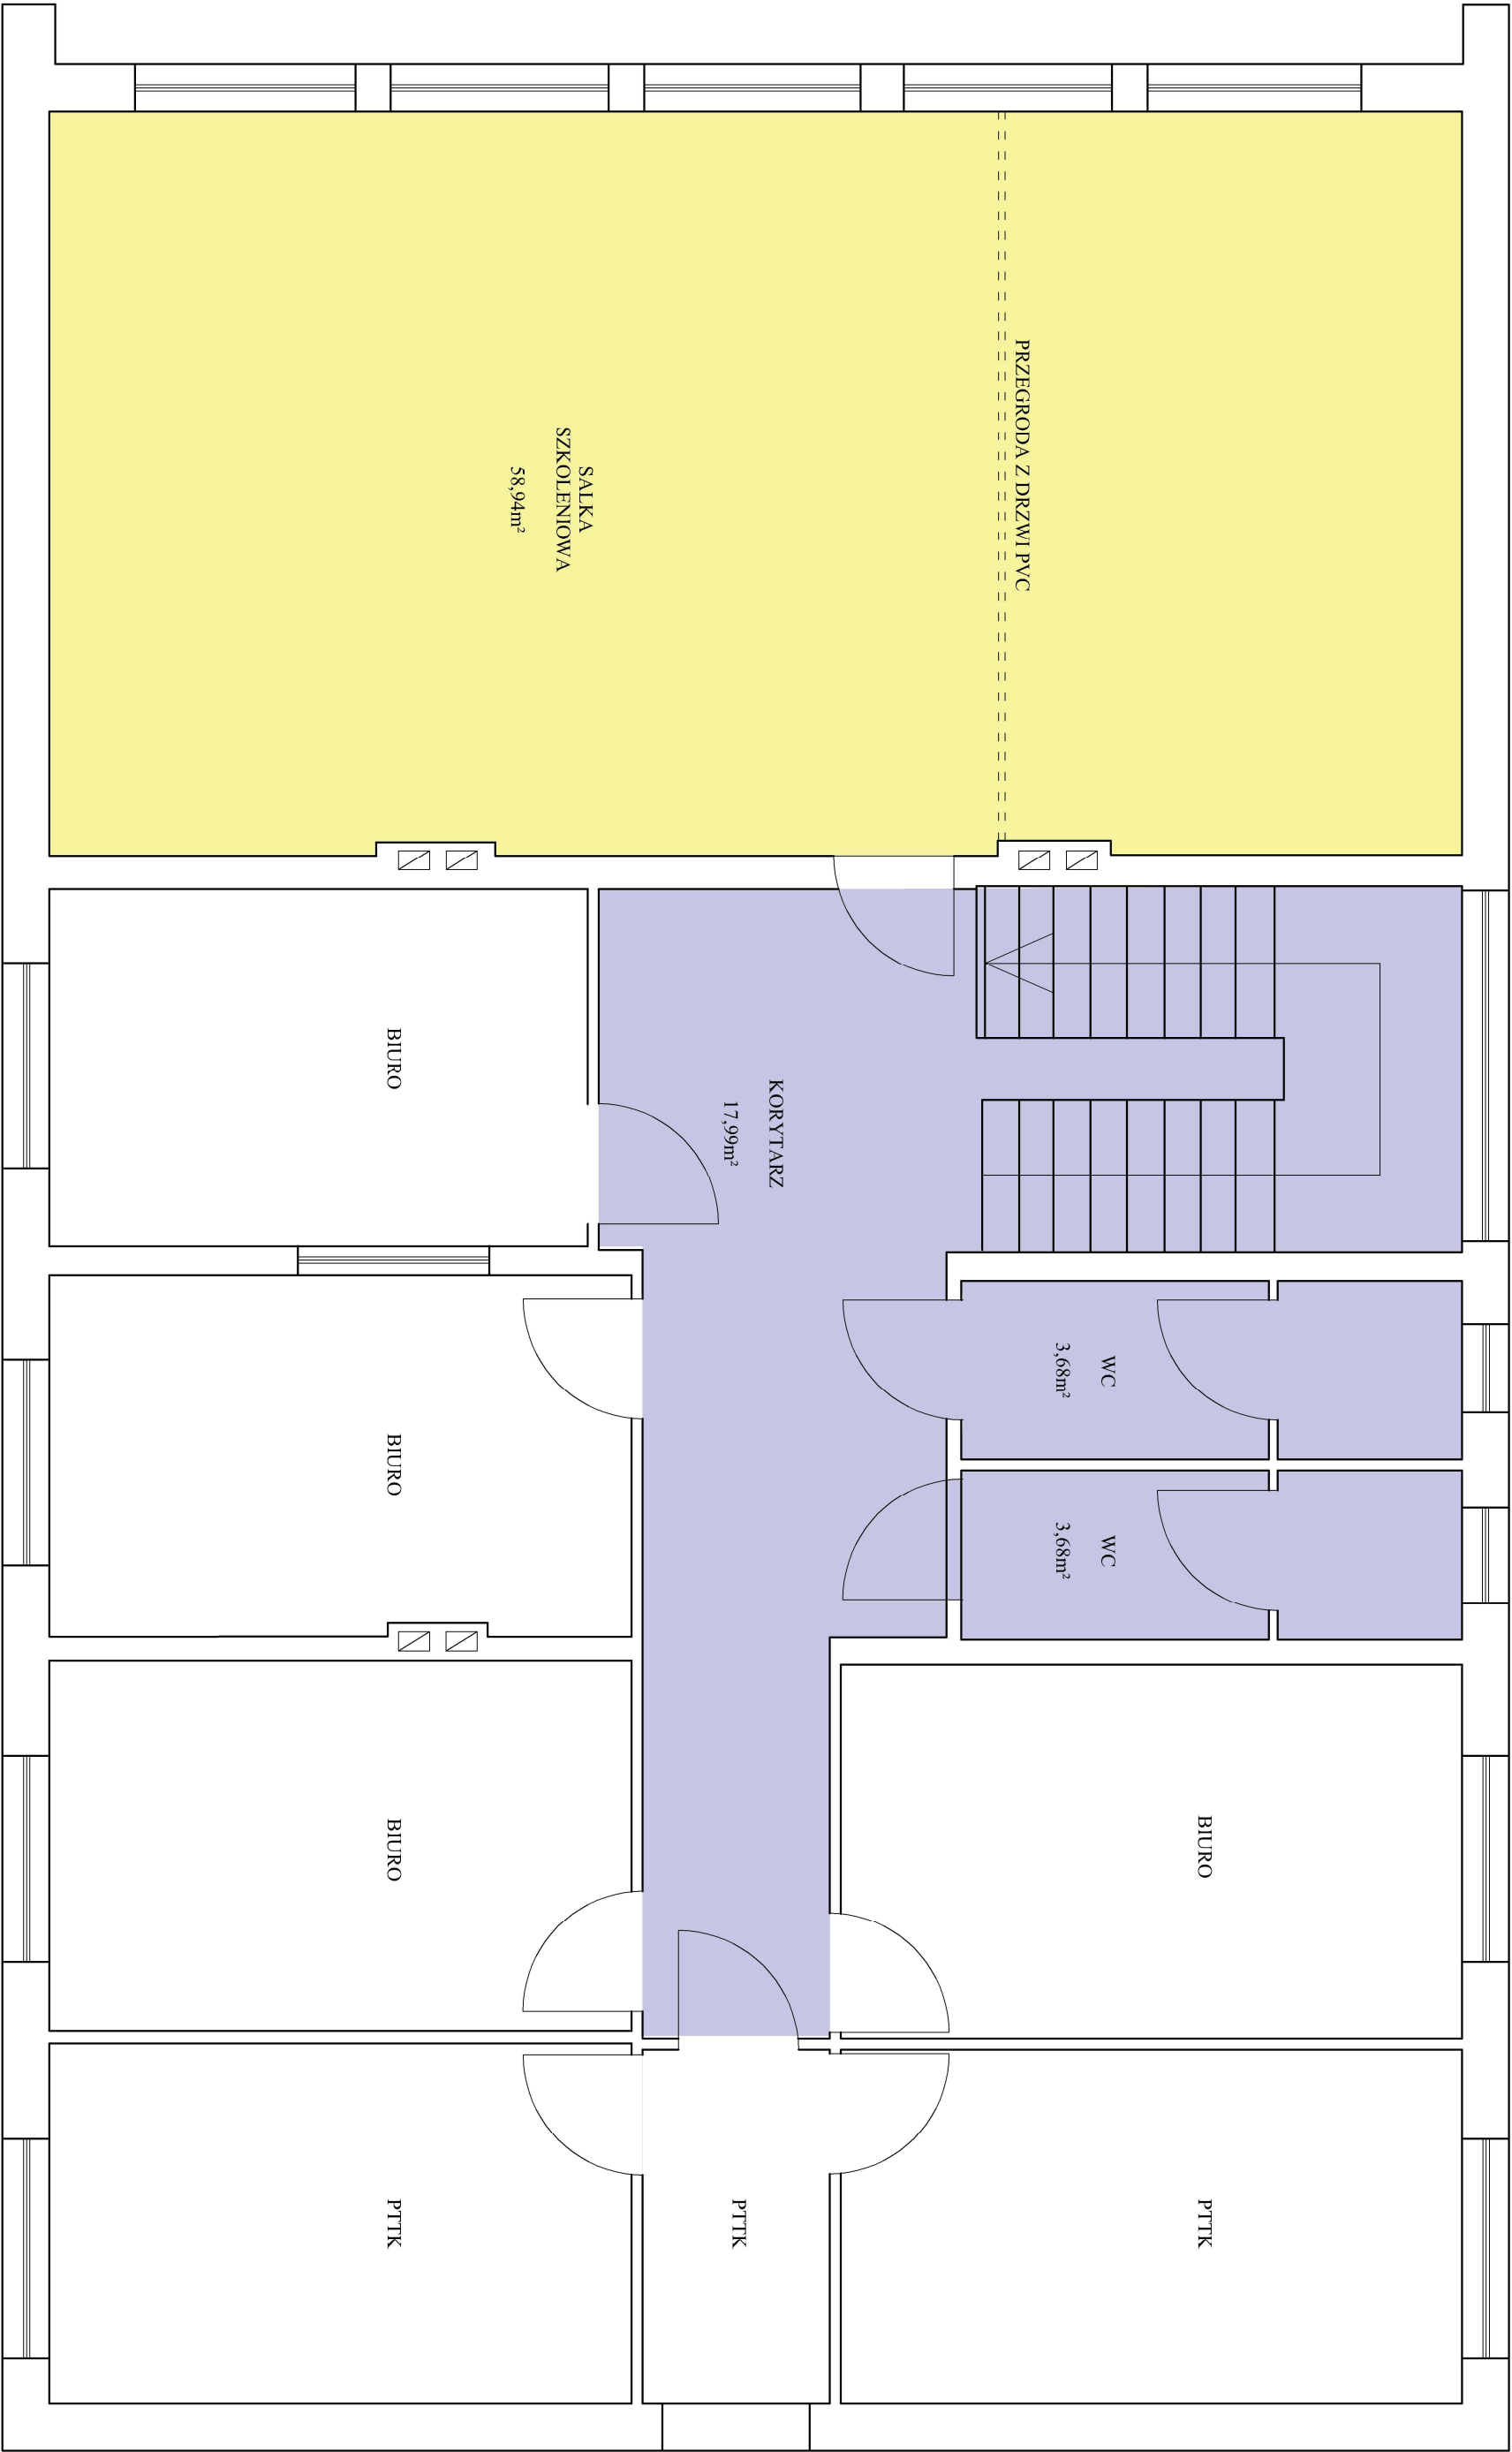 PRZEGRODA Z DRZWI PVC
SALKA
SZKOLENIOWA
58,94m²
BIURO
KORYTARZ
17,99m²
WC
3,68m²
WC
3,68m²
BIURO
BIURO
BIURO
PTTK
PTTK
PTTK